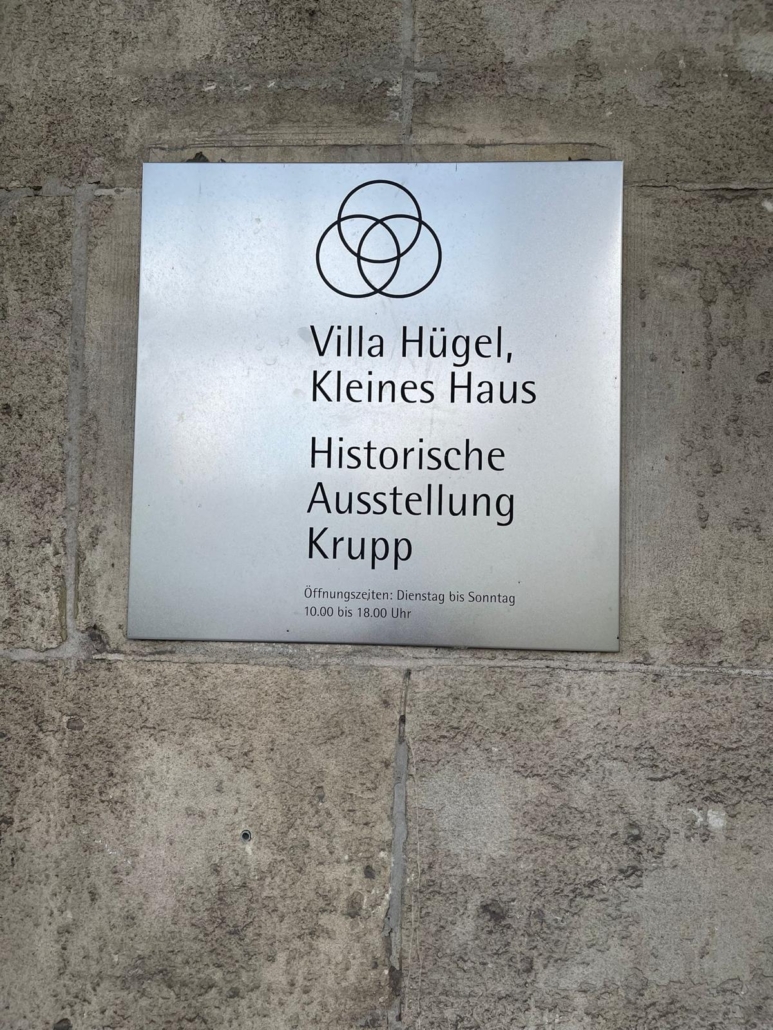 Villa Hügel,
Kleines Haus
Historische
Ausstellung
Krupp
Öffnungszeiten: Dienstag bis Sonntag
10.00 bis 18.00 Uhr